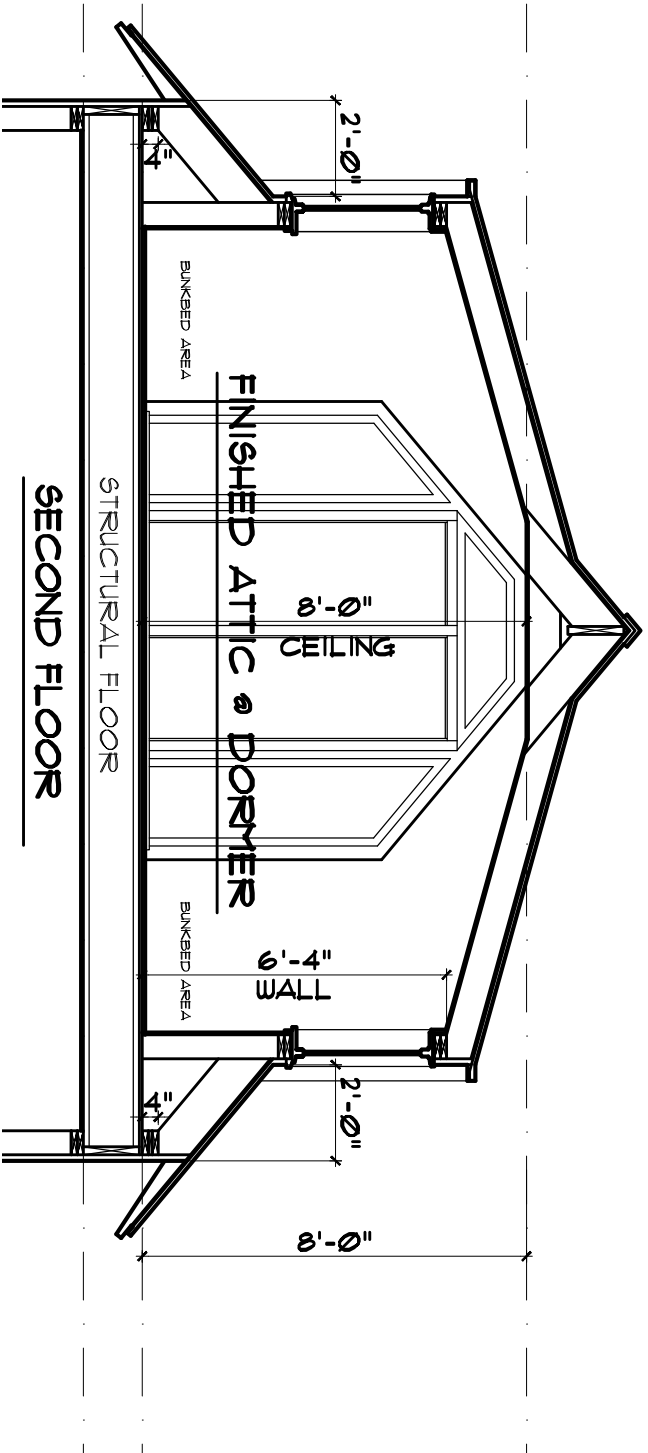 2'-0"
4"
BUNKBED AREA
FINISHED ATTIC @ DORMER
8'-0"
CEILING
STRUCTURAL FLOOR
SECOND FLOOR
6'-4"
WALL
BUNKBED AREA
4"
2'-0"
8'-0"